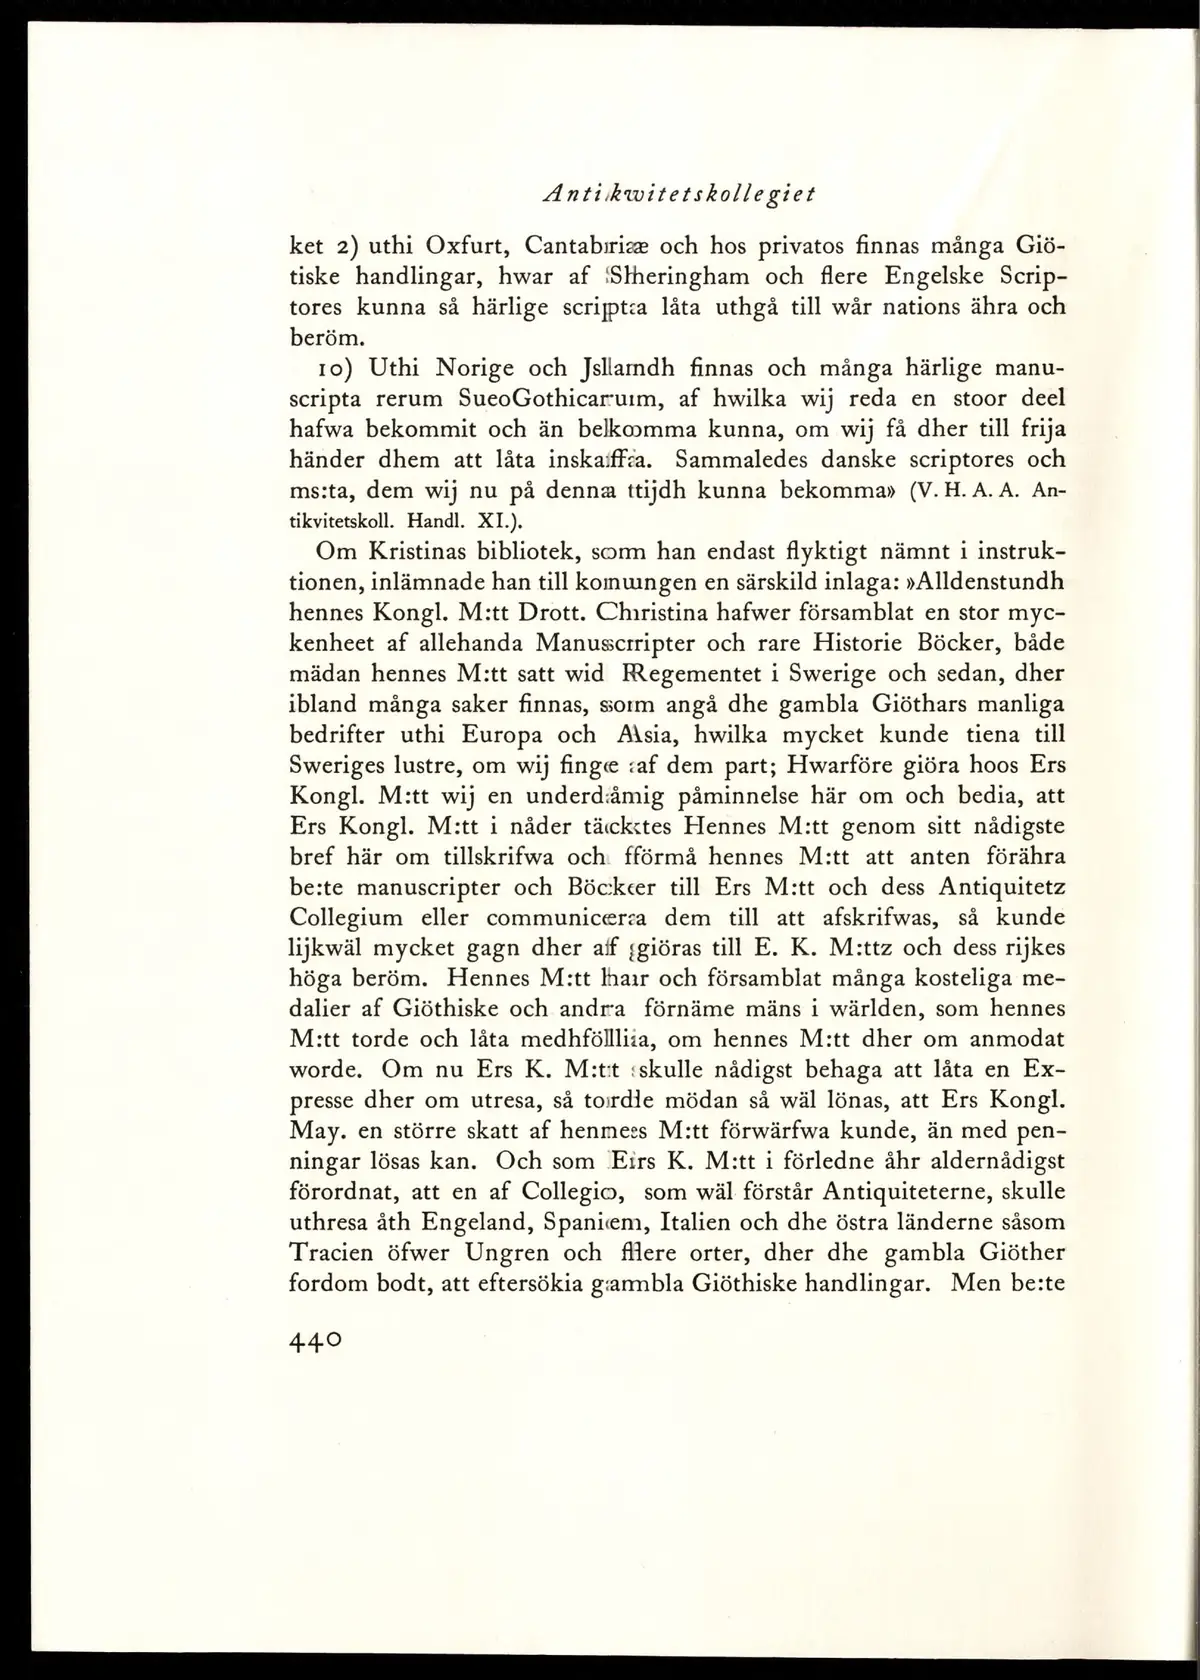 Antikvitetskollegiet
ket 2) uthi Oxfurt, Cantabriæ och hos privatos finnas många Giö-
tiske handlingar, hwar af Sheringham och flere Engelske Scrip-
tores kunna så härlige scripta låta uthgå till wår nations ähra och
beröm.
10) Uthi Norige och Jslandh finnas och många härlige manu-
scripta rerum SueoGothicarum, af hwilka wij reda en stoor deel
hafwa bekommit och än bekomma kunna, om wij få dher till frija
händer dhem att låta inskaffa. Sammaledes danske scriptores och
ms:ta, dem wij nu på denna tijdh kunna bekomma» (V. H. A. A. An-
tikvitetskoll. Handl. XI.).
Om Kristinas bibliotek, som han endast flyktigt nämnt i instruk-
tionen, inlämnade han till konungen en särskild inlaga: »Alldenstundh
hennes Kongl. M:tt Drott. Christina hafwer församblat en stor myc-
kenheet af allehanda Manuscripter och rare Historie Böcker, både
mädan hennes M:tt satt wid Regementet i Swerige och sedan, dher
ibland många saker finnas, som angå dhe gambla Giöthars manliga
bedrifter uthi Europa och Asia, hwilka mycket kunde tiena till
Sweriges lustre, om wij finge af dem part; Hwarföre giöra hoos Ers
Kongl. M:tt wij en underdåmig påminnelse här om och bedia, att
Ers Kongl. M:tt i nåder täcktes Hennes M:tt genom sitt nådigste
bref här om tillskrifwa och förmå hennes M:tt att anten förähra
be:te manuscripter och Böcker till Ers M:tt och dess Antiquitetz
Collegium eller communicera dem till att afskrifwas, så kunde
lijkwäl mycket gagn dher af giöras till E. K. M:ttz och dess rijkes
höga beröm. Hennes M:tt har och församblat många kosteliga me-
dalier af Giöthiske och andra förnäme mäns i wärlden, som hennes
M:tt torde och låta medhföllia, om hennes M:tt dher om anmodat
worde. Om nu Ers K. M:tt skulle nådigst behaga att låta en Ex-
presse dher om utresa, så tordle mödan så wäl lönas, att Ers Kongl.
May. en större skatt af hennes M:tt förwärfwa kunde, än med pen-
ningar lösas kan. Och som Ers K. M:tt i förledne åhr aldernådigst
förordnat, att en af Collegio, som wäl förstår Antiquiteterne, skulle
uthresa åth Engeland, Spanien, Italien och dhe östra länderne såsom
Tracien öfwer Ungren och flere orter, dher dhe gambla Giöther
fordom bodt, att eftersökia gambla Giöthiske handlingar. Men be:te
440